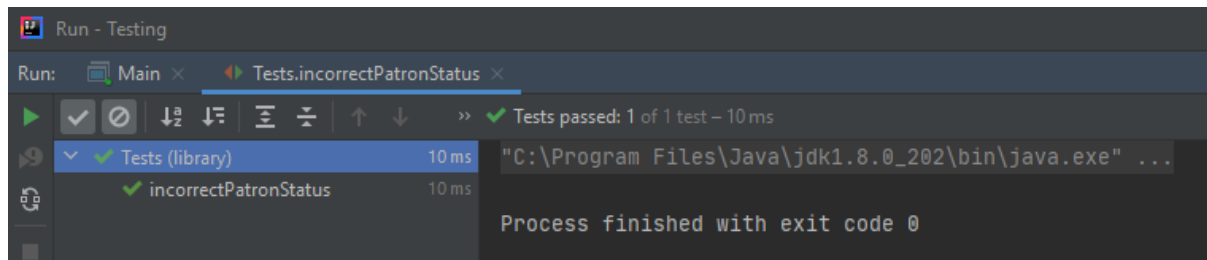 Run - Testing
Run: Main Tests.incorrectPatronStatus
Tests passed: 1 of 1 test – 10 ms
Tests (library) 10 ms
incorrectPatronStatus 10 ms
"C:\Program Files\Java\jdk1.8.0_202\bin\java.exe" ...
Process finished with exit code 0